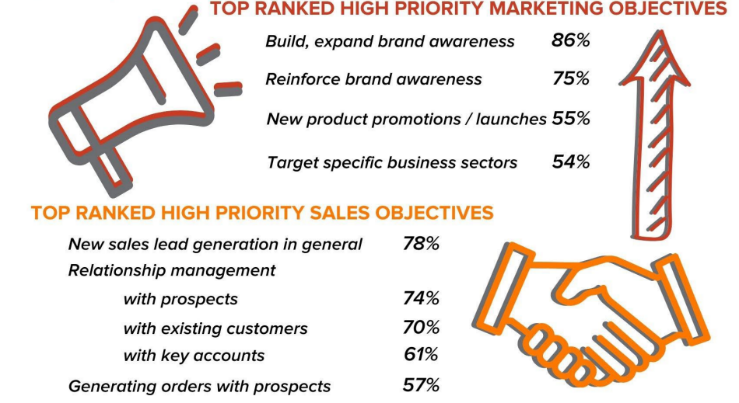 TOP RANKED HIGH PRIORITY MARKETING OBJECTIVES
Build, expand brand awareness 86%
Reinforce brand awareness 75%
New product promotions / launches 55%
Target specific business sectors 54%
TOP RANKED HIGH PRIORITY SALES OBJECTIVES
New sales lead generation in general 78%
Relationship management
with prospects 74%
with existing customers 70%
with key accounts 61%
Generating orders with prospects 57%